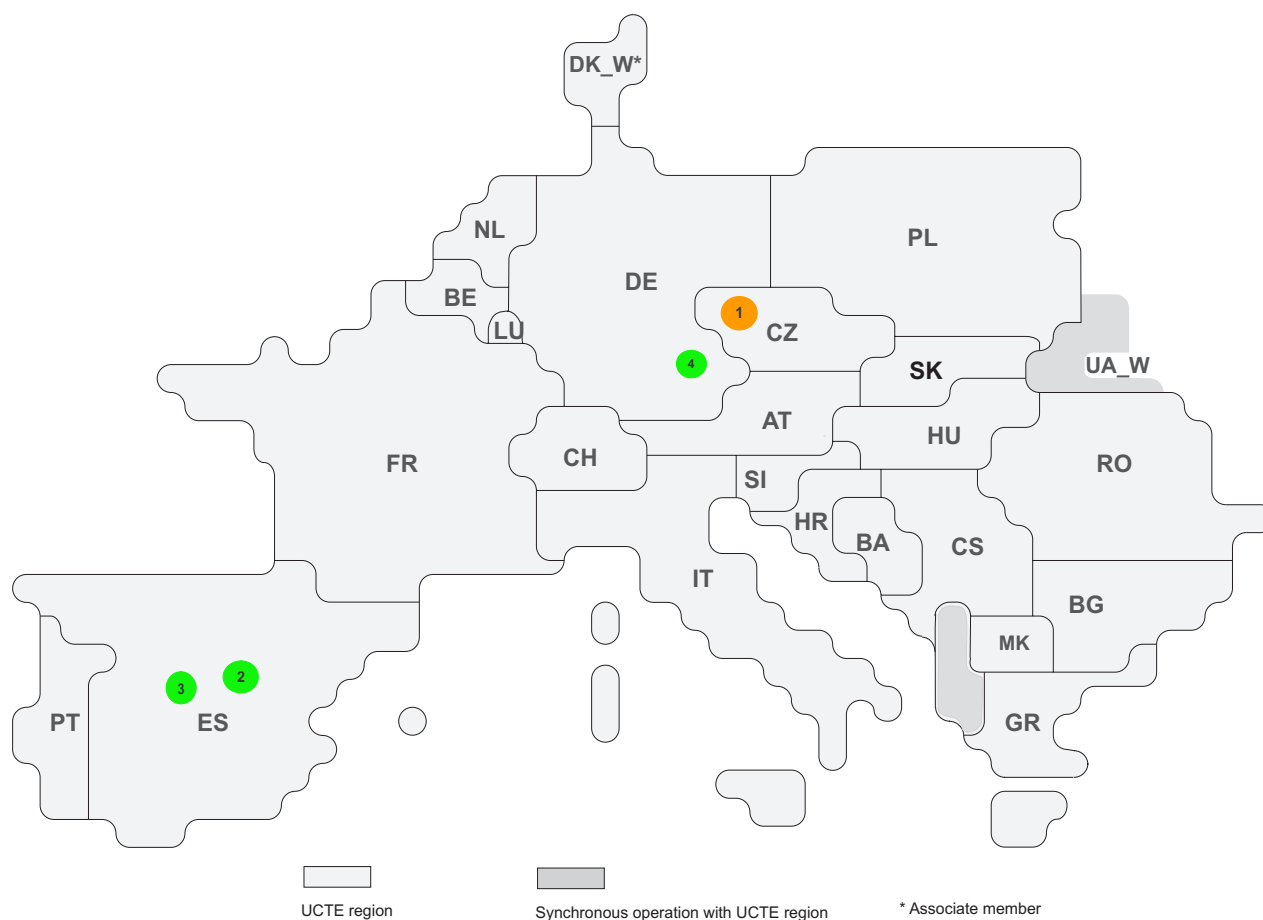 DK_W*
NL
PL
DE
BE
1
CZ
LU
4
SK
UA_W
AT
HU
FR
CH
RO
SI
HR
BA
CS
IT
BG
MK
2
3
PT
ES
GR
UCTE region
Synchronous operation with UCTE region
* Associate member